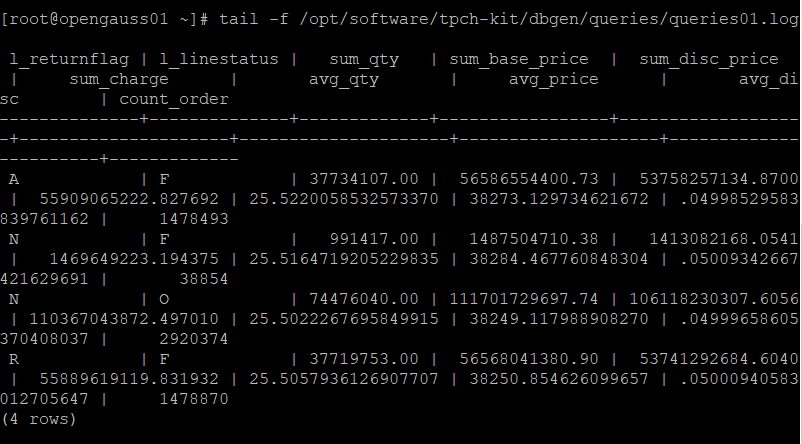 [root@opengauss01 ~]# tail -f /opt/software/tpch-kit/dbgen/queries/queries01.log
 l_returnflag | l_linestatus |   sum_qty   | sum_base_price  |  sum_disc_price
 |     sum_charge      |       avg_qty       |     avg_price      |       avg_di
sc        | count_order
--------------+--------------+-------------+-----------------+------------------
-+---------------------+---------------------+--------------------+-------------
----------+-------------
 A            | F            | 37734107.00 |  56586554400.73 |  53758257134.8700
 |  55909065222.827692 | 25.5220058532573370 | 38273.129734621672 | .04998529583
839761162 |     1478493
 N            | F            |   991417.00 |   1487504710.38 |   1413082168.0541
 |   1469649223.194375 | 25.5164719205229835 | 38284.467760848304 | .05009342667
421629691 |       38854
 N            | O            | 74476040.00 | 111701729697.74 | 106118230307.6056
 | 110367043872.497010 | 25.5022267695849915 | 38249.117988908270 | .04999658605
370408037 |     2920374
 R            | F            | 37719753.00 |  56568041380.90 |  53741292684.6040
 |  55889619119.831932 | 25.5057936126907707 | 38250.854626099657 | .05000940583
012705647 |     1478870
(4 rows)